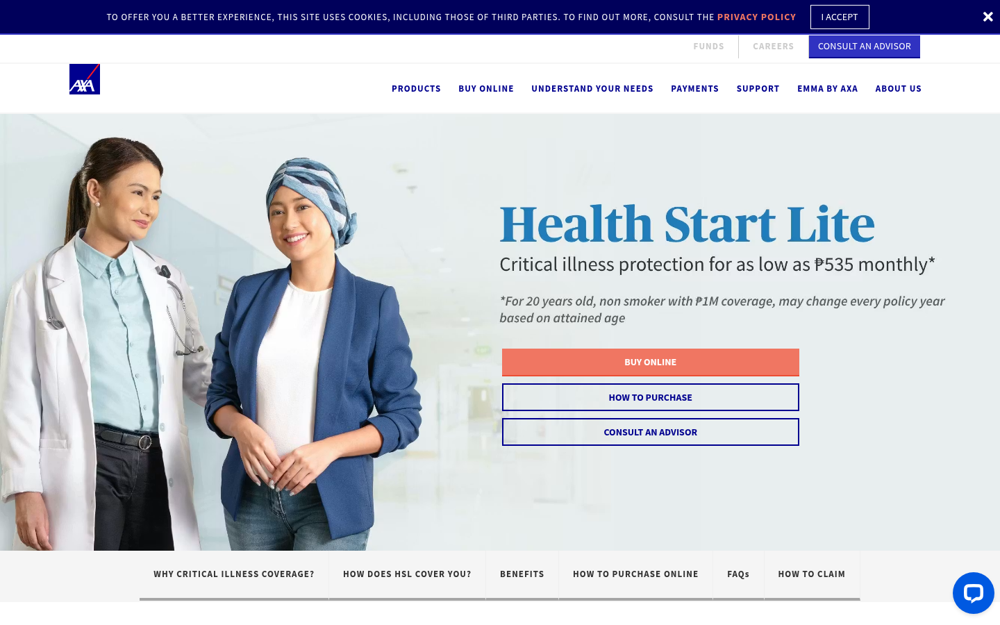 TO OFFER YOU A BETTER EXPERIENCE, THIS SITE USES COOKIES, INCLUDING THOSE OF THIRD PARTIES. TO FIND OUT MORE, CONSULT THE PRIVACY POLICY
I ACCEPT
FUNDS
CAREERS
CONSULT AN ADVISOR
AXA
PRODUCTS
BUY ONLINE
UNDERSTAND YOUR NEEDS
PAYMENTS
SUPPORT
EMMA BY AXA
ABOUT US
Health Start Lite
Critical illness protection for as low as ₱535 monthly*
*For 20 years old, non smoker with ₱1M coverage, may change every policy year
based on attained age
BUY ONLINE
HOW TO PURCHASE
CONSULT AN ADVISOR
WHY CRITICAL ILLNESS COVERAGE?
HOW DOES HSL COVER YOU?
BENEFITS
HOW TO PURCHASE ONLINE
FAQs
HOW TO CLAIM